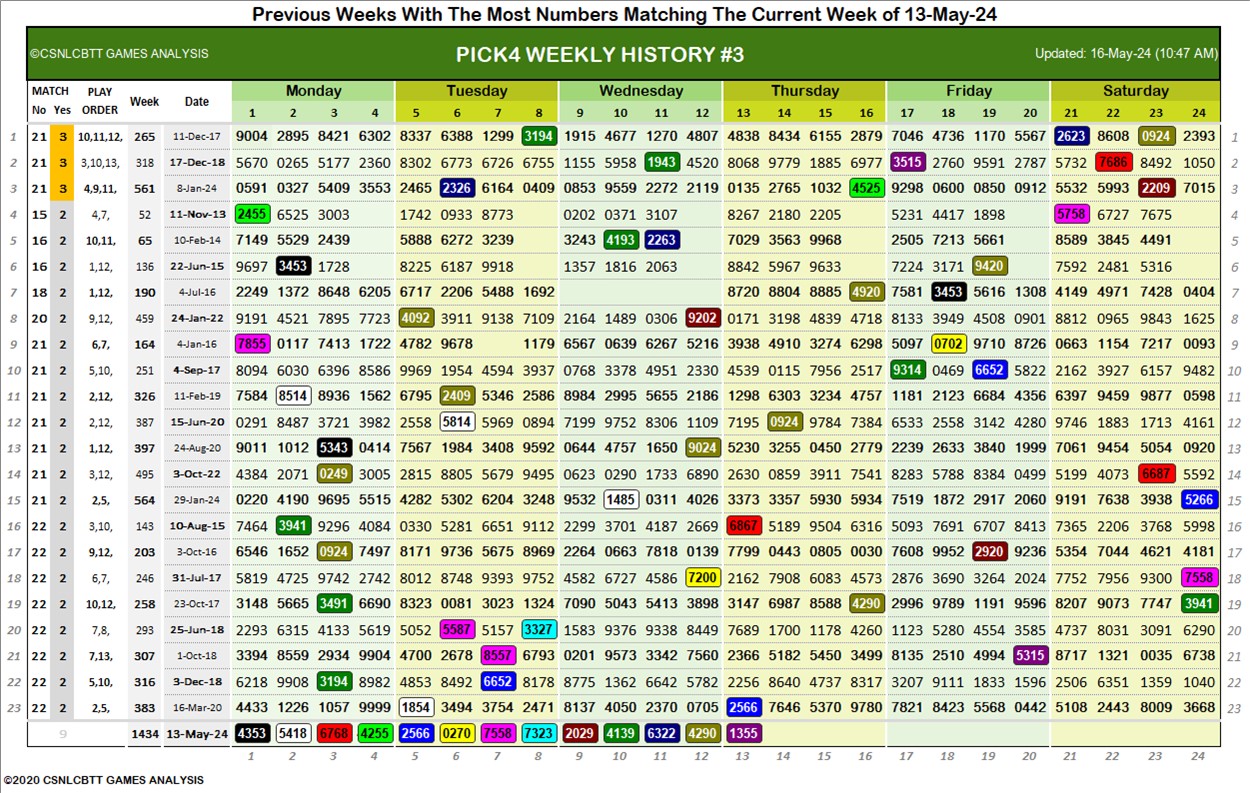 Previous Weeks With The Most Numbers Matching The Current Week of 13-May-24
©CSNLCBTT GAMES ANALYSIS PICK4 WEEKLY HISTORY #3 Updated: 16-May-24 (10:47 AM)
MATCH PLAY Week Date Monday Tuesday Wednesday Thursday Friday Saturday
No Yes ORDER 1 2 3 4 5 6 7 8 9 10 11 12 13 14 15 16 17 18 19 20 21 22 23 24
1 21 3 10,11,12, 265 11-Dec-17 9004 2895 8421 6302 8337 6388 1299 3194 1915 4677 1270 4807 4838 8434 6155 2879 7046 4736 1170 5567 2623 8608 0924 2393 1
2 21 3 3,10,13, 318 17-Dec-18 5670 0265 5177 2360 8302 6773 6726 6755 1155 5958 1943 4520 8068 9779 1885 6977 3515 2760 9591 2787 5732 7686 8492 1050 2
3 21 3 4,9,11, 561 8-Jan-24 0591 0327 5409 3553 2465 2326 6164 0409 0853 9559 2272 2119 0135 2765 1032 4525 9298 0600 0850 0912 5532 5993 2209 7015 3
4 15 2 4,7, 52 11-Nov-13 2455 6525 3003 1742 0933 8773 0202 0371 3107 8267 2180 2205 5231 4417 1898 5758 6727 7675 4
5 16 2 10,11, 65 10-Feb-14 7149 5529 2439 5888 6272 3239 3243 4193 2263 7029 3563 9968 2505 7213 5661 8589 3845 4491 5
6 16 2 1,12, 136 22-Jun-15 9697 3453 1728 8225 6187 9918 1357 1816 2063 8842 5967 9633 7224 3171 9420 7592 2481 5316 6
7 18 2 1,12, 190 4-Jul-16 2249 1372 8648 6205 6717 2206 5488 1692 8720 8804 8885 4920 7581 3453 5616 1308 4149 4971 7428 0404 7
8 20 2 9,12, 459 24-Jan-22 9191 4521 7895 7723 4092 3911 9138 7109 2164 1489 0306 9202 0171 3198 4839 4718 8133 3949 4508 0901 8812 0965 9843 1625 8
9 21 2 6,7, 164 4-Jan-16 7855 0117 7413 1722 4782 9678 1179 6567 0639 6267 5216 3938 4910 3274 6298 5097 0702 9710 8726 0663 1154 7217 0093 9
10 21 2 5,10, 251 4-Sep-17 8094 6030 6396 8586 9969 1954 4594 3937 0768 3378 4951 2330 4539 0115 7956 2517 9314 0469 6652 5822 2162 3927 6157 9482 10
11 21 2 2,12, 326 11-Feb-19 7584 8514 8936 1562 6795 2409 5346 2586 8984 2995 5655 2186 1298 6303 3234 4757 1181 2123 6684 4356 6397 9459 9877 0598 11
12 21 2 2,12, 387 15-Jun-20 0291 8487 3721 3982 2558 5814 5969 0894 7199 9752 8306 1109 7195 0924 9784 7384 6533 2558 3142 4280 9746 1883 1713 4161 12
13 21 2 1,12, 397 24-Aug-20 9011 1012 5343 0414 7567 1984 3408 9592 0644 4757 1650 9024 5230 3255 0450 2779 2239 2633 3840 1999 7061 9454 5054 0920 13
14 21 2 3,12, 495 3-Oct-22 4384 2071 0249 3005 2815 8805 5679 9495 0623 0290 1733 6890 2630 0859 3911 7541 8283 5788 8384 0499 5199 4073 6687 5592 14
15 21 2 2,5, 564 29-Jan-24 0220 4190 9695 5515 4282 5302 6204 3248 9532 1485 0311 4026 3373 3357 5930 5934 7519 1872 2917 2060 9191 7638 3938 5266 15
16 22 2 3,10, 143 10-Aug-15 7464 3941 9296 4084 0330 5281 6651 9112 2299 3701 4187 2669 6867 5189 9504 6316 5093 7691 6707 8413 7365 2206 3768 5998 16
17 22 2 9,12, 203 3-Oct-16 6546 1652 0924 7497 8171 9736 5675 8969 2264 0663 7818 0139 7799 0443 0805 0030 7608 9952 2920 9236 5354 7044 4621 4181 17
18 22 2 6,7, 246 31-Jul-17 5819 4725 9742 2742 8012 8748 9393 9752 4582 6727 4586 7200 2162 7908 6083 4573 2876 3690 3264 2024 7752 7956 9300 7558 18
19 22 2 10,12, 258 23-Oct-17 3148 5665 3491 6690 8323 0081 3017 1324 7090 5043 5413 3898 3147 6987 8588 4290 2996 9789 1191 9596 8207 9073 7747 3941 19
20 22 2 7,8, 293 25-Jun-18 2293 6315 4133 5619 5052 5587 5157 3327 1583 9376 9338 8449 7689 1700 1178 4260 0123 5280 4554 3585 4737 8031 3091 6290 20
21 22 2 7,13, 307 1-Oct-18 3394 8559 2934 9904 4700 2678 8557 6793 0201 9573 3342 7560 2366 5182 5450 3499 8135 2510 4994 5315 8717 1321 0035 5738 21
22 22 2 5,10, 316 3-Dec-18 6218 9908 3194 8982 4853 8492 6652 8178 8775 1362 6642 5782 2256 8640 4737 8317 3207 9111 1833 1596 2806 6351 1359 1040 22
23 22 2 2,5, 383 16-Mar-20 4433 1226 1057 9999 1854 3494 3754 2471 8137 4050 2370 0705 2566 7646 5370 9780 7821 8423 5568 0442 5108 2443 8009 3668 23
9 1434 13-May-24 4353 5418 6768 4255 2566 0270 7558 7323 2029 4139 6322 4290 1355
1 2 3 4 5 6 7 8 9 10 11 12 13 14 15 16 17 18 19 20 21 22 23 24
©2020 CSNLCBTT GAMES ANALYSIS